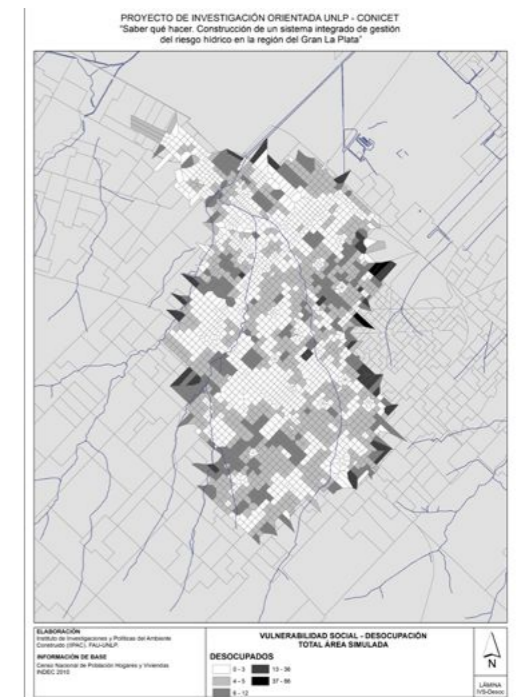 PROYECTO DE INVESTIGACIÓN ORIENTADA UNLP - CONICET
"Saber qué hacer. Construcción de un sistema integrado de gestión
del riesgo hídrico en la región del Gran La Plata"
ELABORACIÓN
Instituto de Investigaciones y Políticas del Ambiente
Construido (IIPAC). FAU-UNLP.
INFORMACIÓN DE BASE
Censo Nacional de Población Hogares y Viviendas
INDEC 2010
VULNERABILIDAD SOCIAL - DESOCUPACIÓN
TOTAL ÁREA SIMULADA
DESOCUPADOS
0 - 3
13 - 36
4 - 5
6 - 12
N
LÁMINA
IVS-Desoc